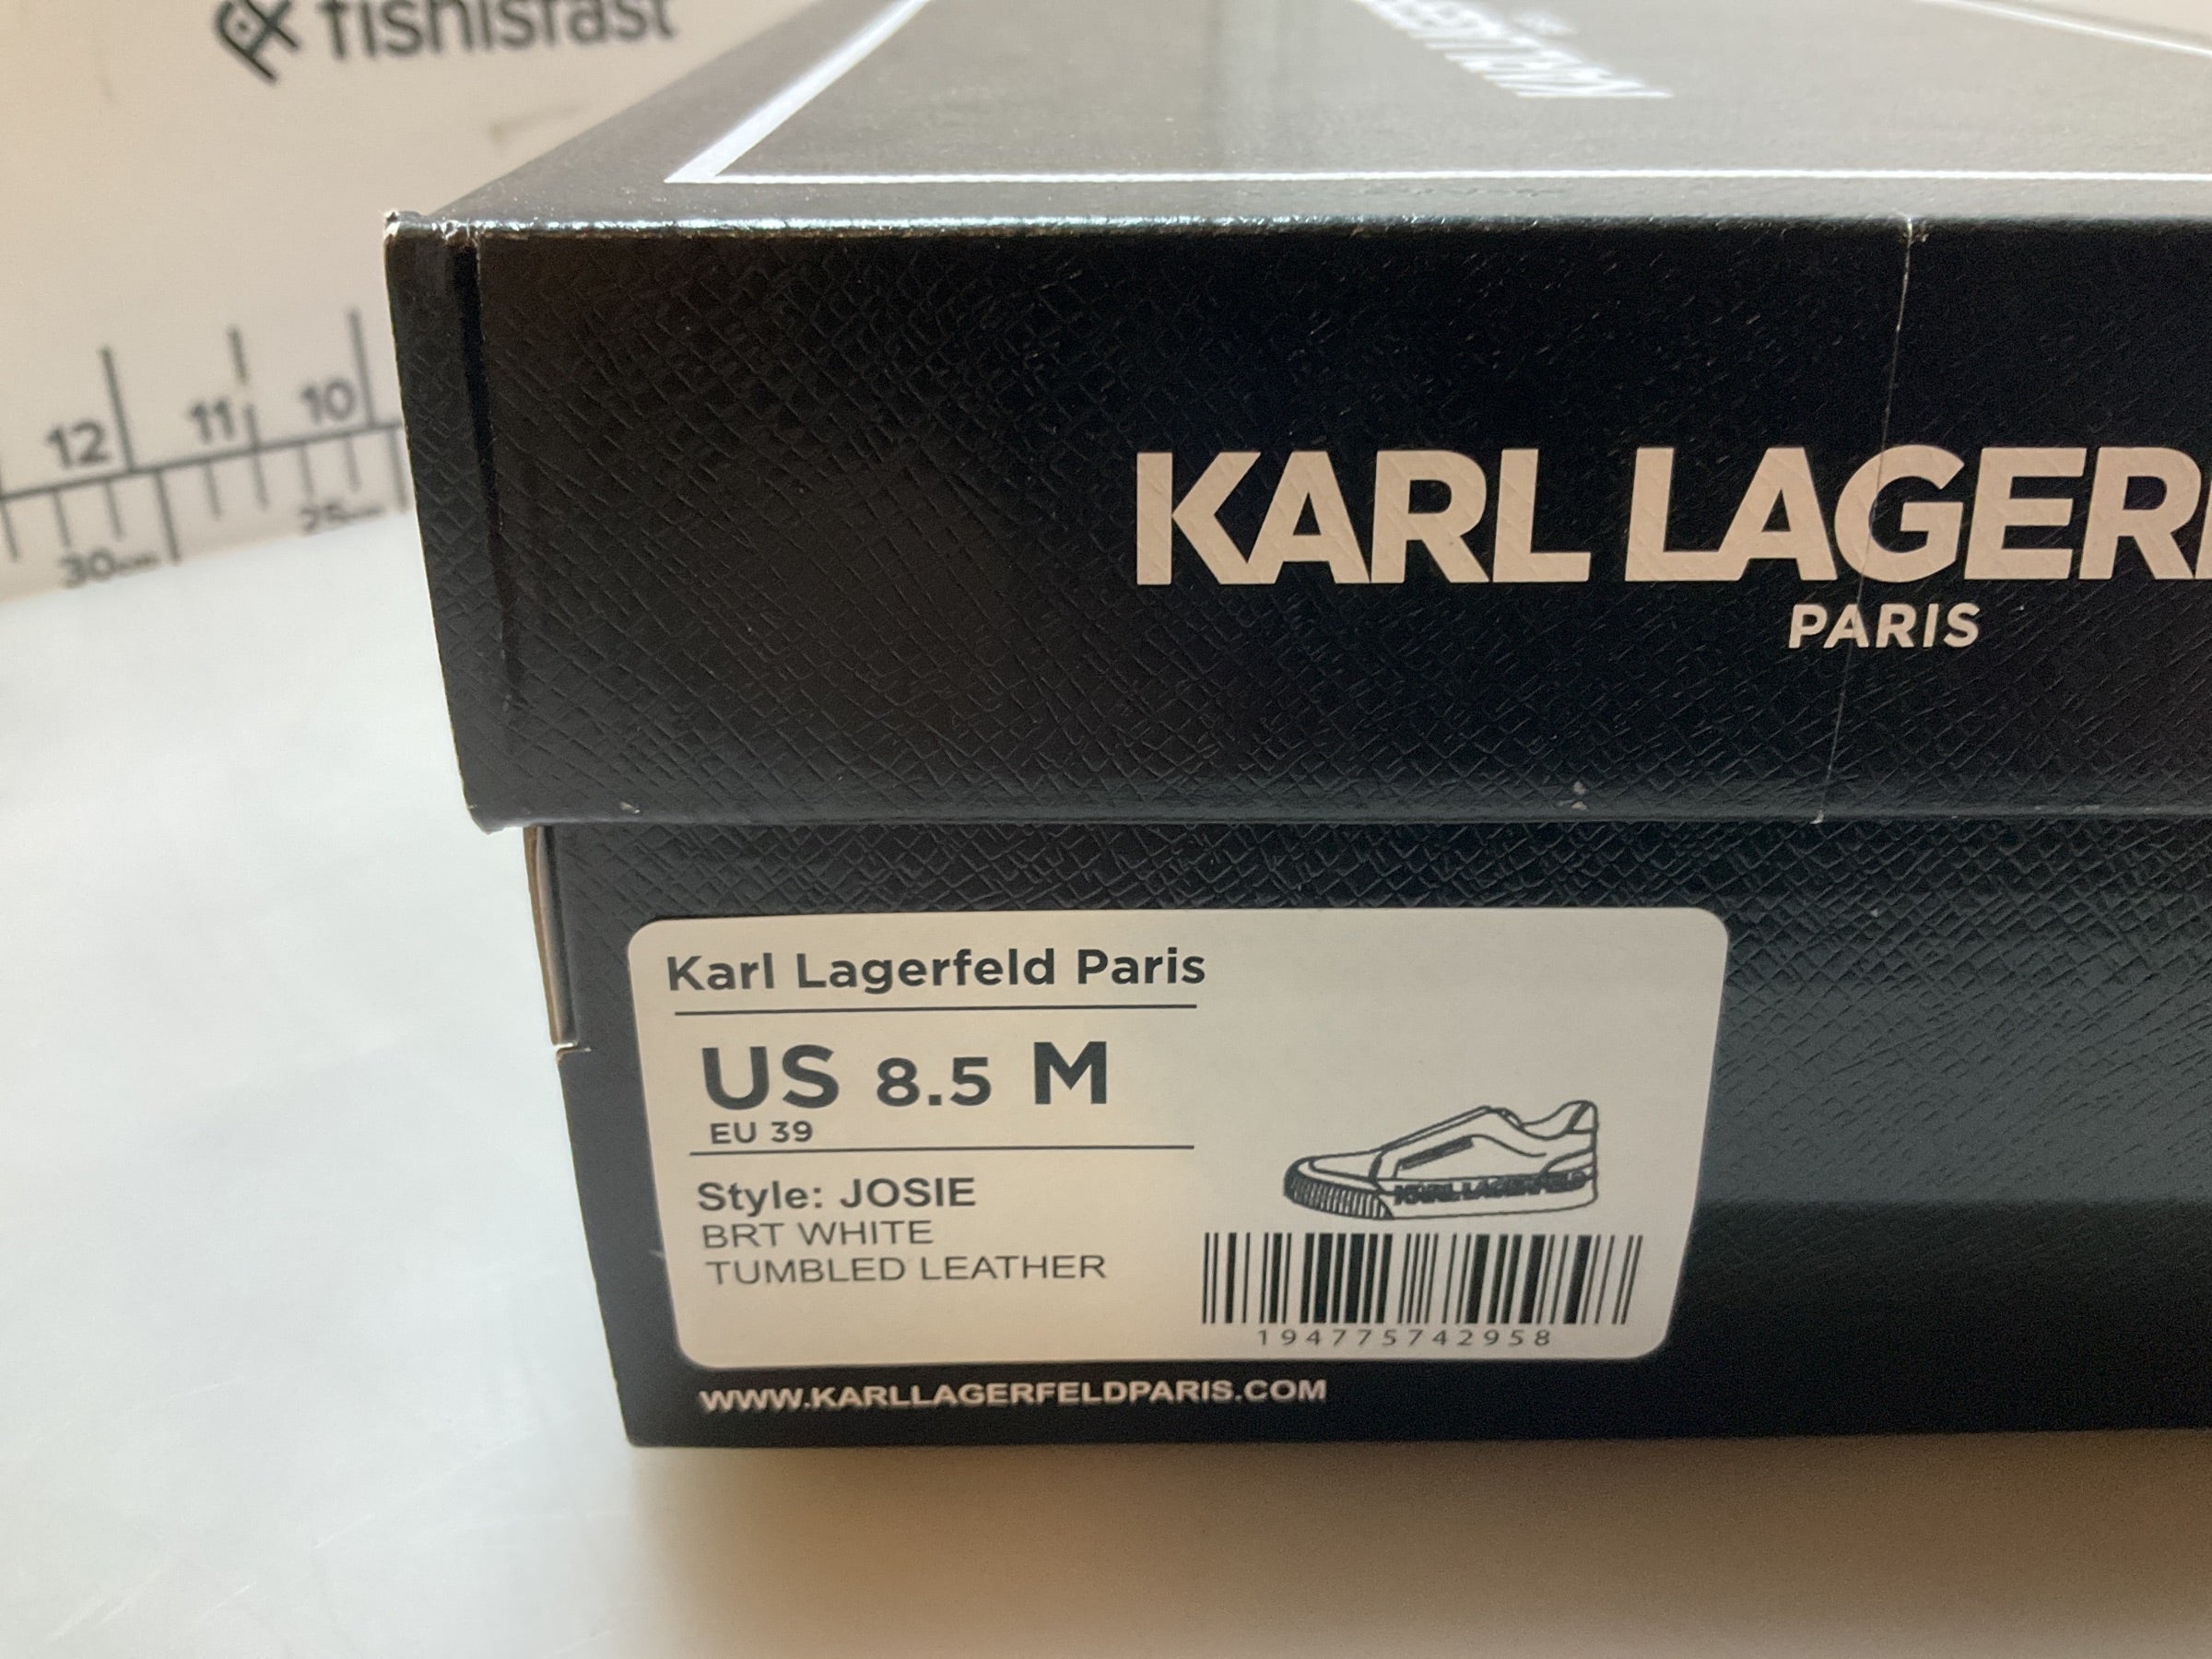 fishisfast
12 11 10
30cm 25cm
KARL LAGER
PARIS
Karl Lagerfeld Paris
US 8.5 M
EU 39
Style: JOSIE
BRT WHITE
TUMBLED LEATHER
KARL LAGERFELD
194775742958
WWW.KARLLAGERFELDPARIS.COM